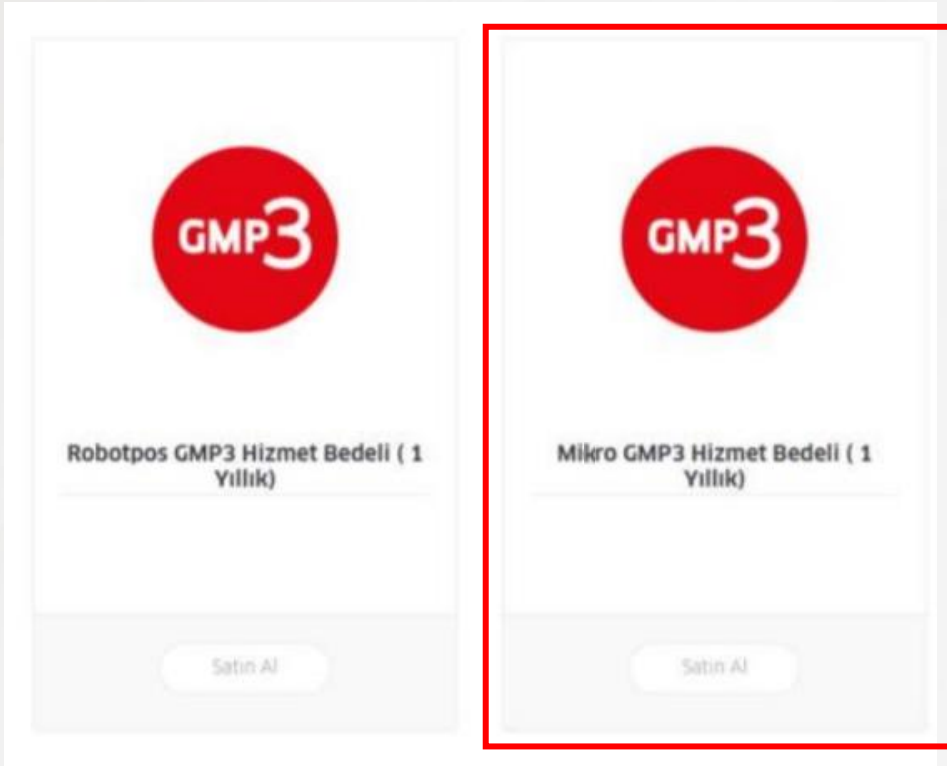 GMP3
Robotpos GMP3 Hizmet Bedeli ( 1
Yıllık)
Satın Al
GMP3
Mikro GMP3 Hizmet Bedeli ( 1
Yıllık)
Satın Al